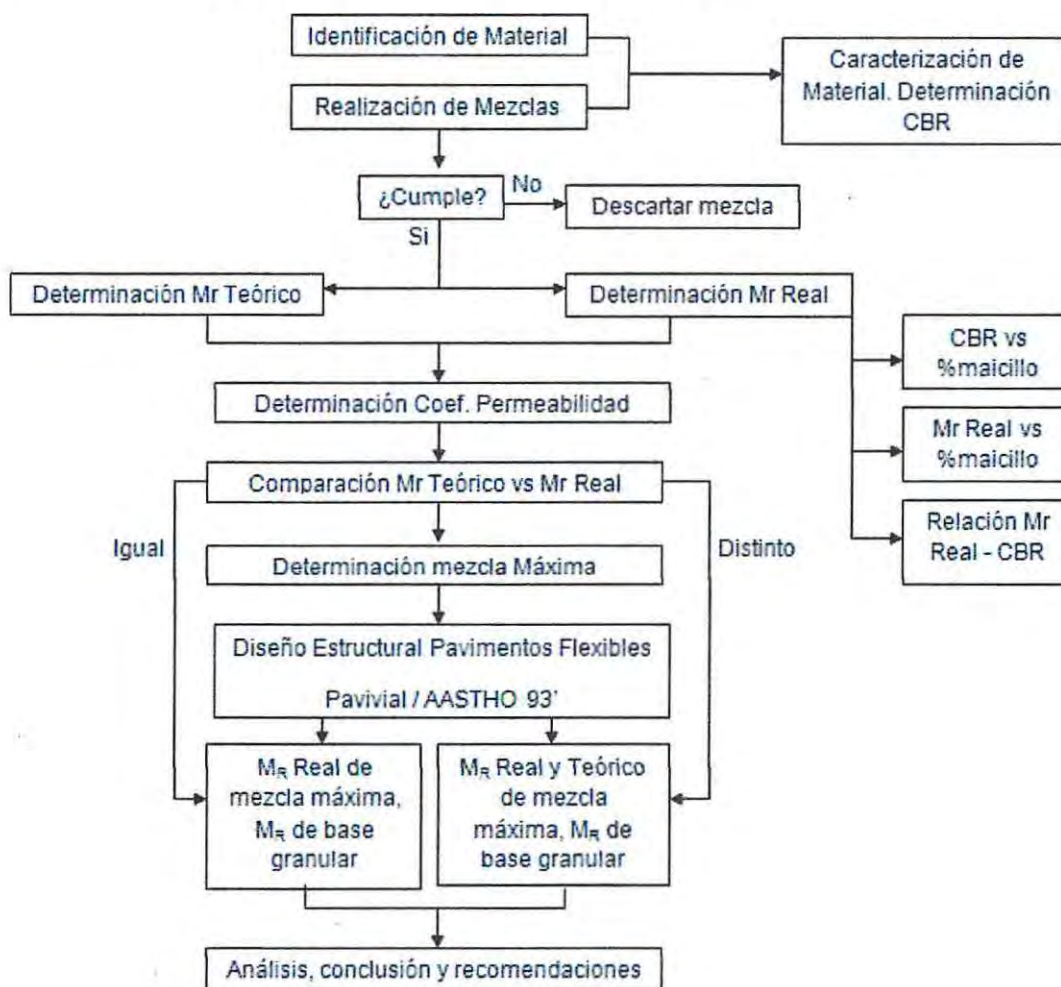 Identificación de Material
Realización de Mezclas
Caracterización de
Material. Determinación
CBR
¿Cumple?
No
Descartar mezcla
Si
Determinación Mr Teórico
Determinación Mr Real
CBR vs
%maicillo
Mr Real vs
%maicillo
Relación Mr
Real - CBR
Determinación Coef. Permeabilidad
Comparación Mr Teórico vs Mr Real
Igual
Distinto
Determinación mezcla Máxima
Diseño Estructural Pavimentos Flexibles
Pavivial / AASTHO 93'
MR Real de
mezcla máxima,
MR de base
granular
MR Real y Teórico
de mezcla
máxima, MR de
base granular
Análisis, conclusión y recomendaciones